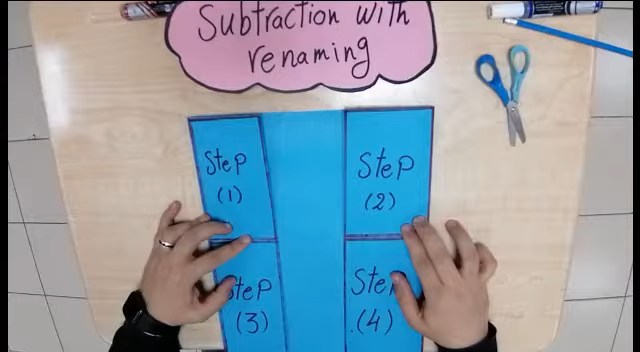 Subtraction with
renaming
Step
(1)
Step
(2)
Step
(3)
Step
(4)